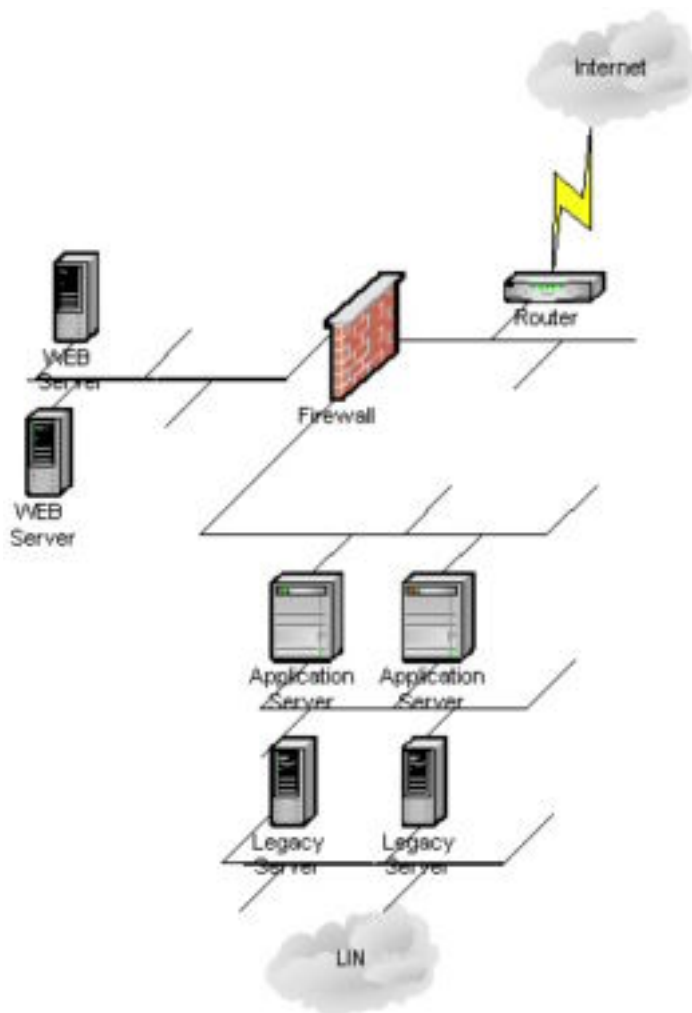 Internet
Router
WEB
Server
Firewall
WEB
Server
Application
Server
Application
Server
Legacy
Server
Legacy
Server
LIN